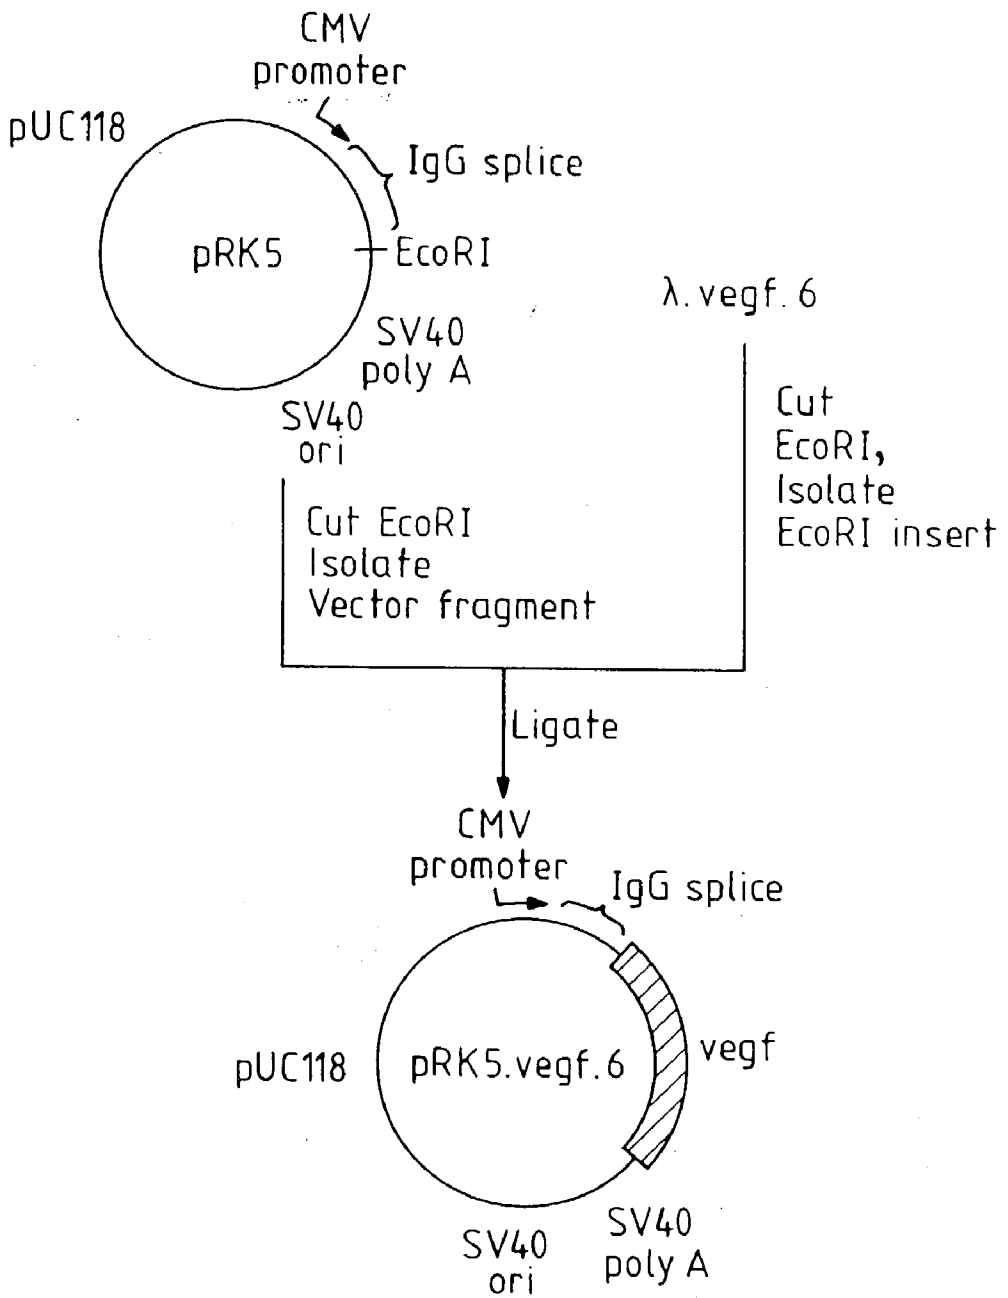 CMV
promoter
pUC118
IgG splice
pRK5
EcoRI
SV40
poly A
SV40
ori
λ.vegf.6
Cut
EcoRI,
Isolate
EcoRI insert
Cut EcoRI
Isolate
Vector fragment
Ligate
CMV
promoter
IgG splice
vegf
pUC118
pRK5.vegf.6
SV40
poly A
SV40
ori